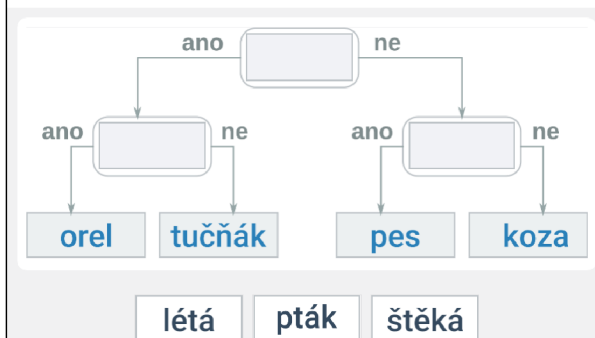 ano ne
ano ne ano ne
orel tučňák pes koza
létá pták štěká